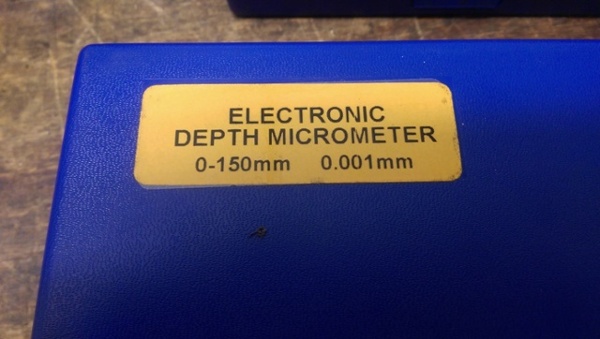 ELECTRONIC
DEPTH MICROMETER
0-150mm 0.001mm